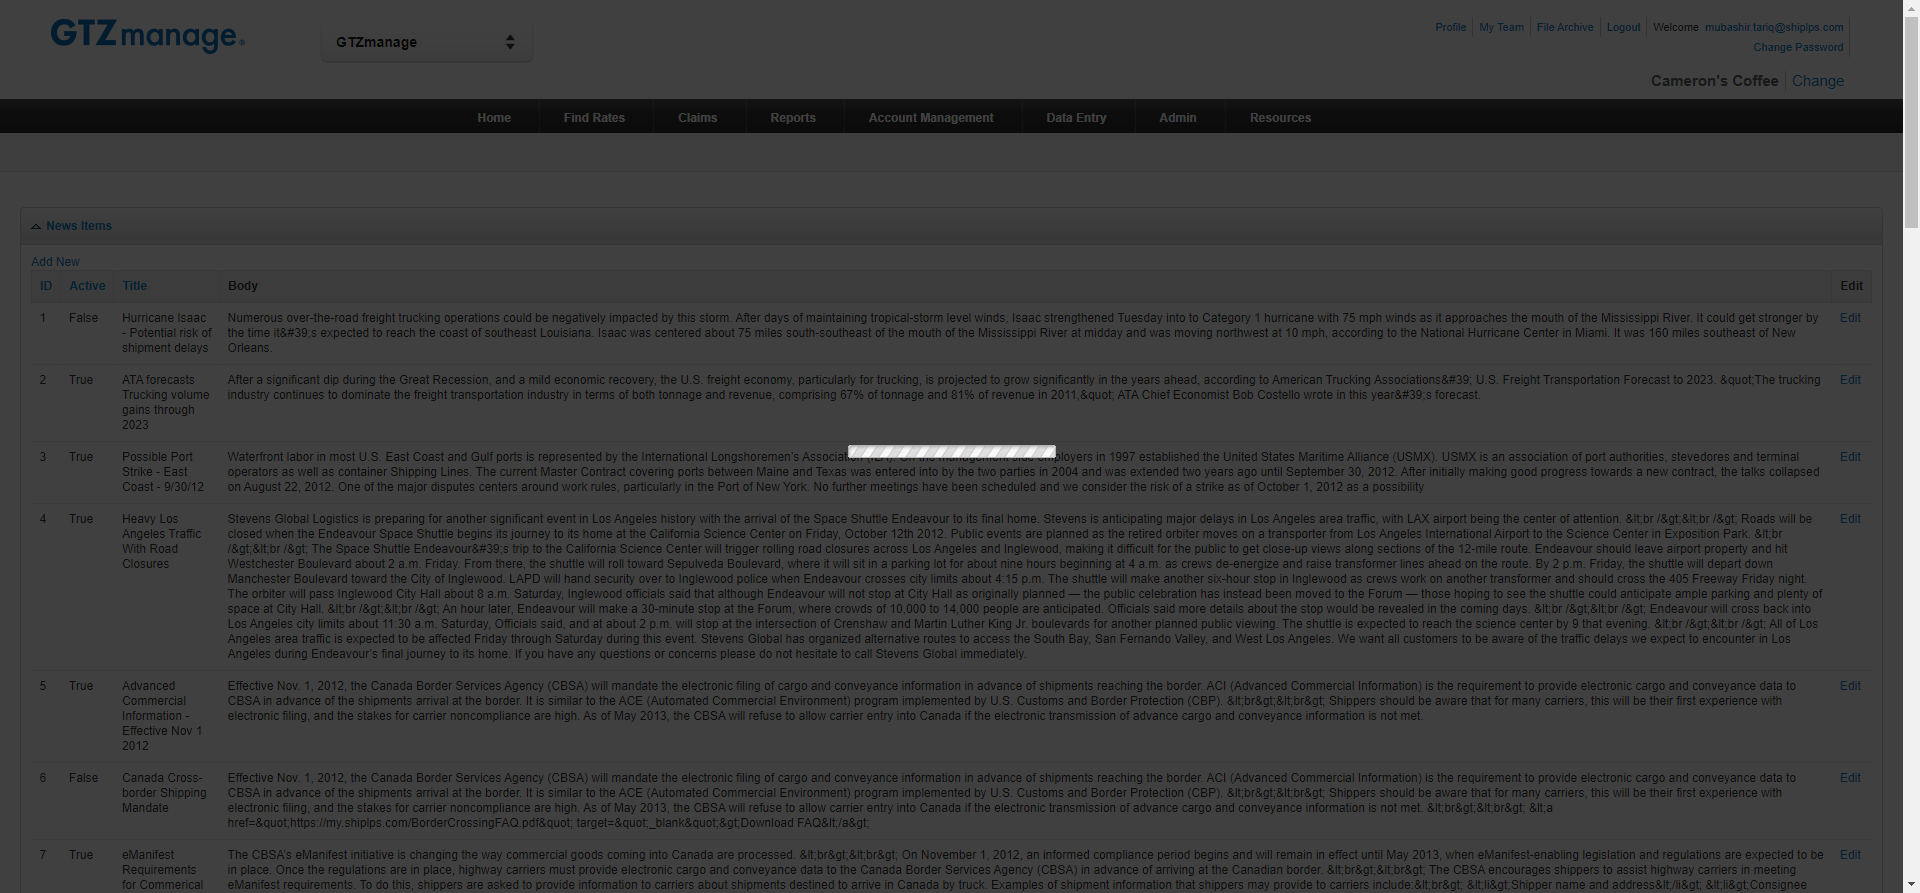 GTZmanage®
GTZmanage
Profile My Team File Archive Logout Welcome mubashir.tariq@shiplps.com
Change Password
Cameron's Coffee Change
Home Find Rates Claims Reports Account Management Data Entry Admin Resources
News Items
Add New
ID Active Title Body Edit
1 False Hurricane Isaac - Potential risk of shipment delays
Numerous over-the-road freight trucking operations could be negatively impacted by this storm. After days of maintaining tropical-storm level winds, Isaac strengthened Tuesday into to Category 1 hurricane with 75 mph winds as it approaches the mouth of the Mississippi River. It could get stronger by
the time it&#39;s expected to reach the coast of southeast Louisiana. Isaac was centered about 75 miles south-southeast of the mouth of the Mississippi River at midday and was moving northwest at 10 mph, according to the National Hurricane Center in Miami. It was 160 miles southeast of New
Orleans.
Edit
2 True ATA forecasts Trucking volume gains through 2023
After a significant dip during the Great Recession, and a mild economic recovery, the U.S. freight economy, particularly for trucking, is projected to grow significantly in the years ahead, according to American Trucking Associations&#39; U.S. Freight Transportation Forecast to 2023. &quot;The trucking
industry continues to dominate the freight transportation industry in terms of both tonnage and revenue, comprising 67% of tonnage and 81% of revenue in 2011,&quot; ATA Chief Economist Bob Costello wrote in this year&#39;s forecast.
Edit
3 True Possible Port Strike - East Coast - 9/30/12
Waterfront labor in most U.S. East Coast and Gulf ports is represented by the International Longshoremen's Association in 1997 established the United States Maritime Alliance (USMX). USMX is an association of port authorities, stevedores and terminal
operators as well as container Shipping Lines. The current Master Contract covering ports between Maine and Texas was entered into by the two parties in 2004 and was extended two years ago until September 30, 2012. After initially making good progress towards a new contract, the talks collapsed
on August 22, 2012. One of the major disputes centers around work rules, particularly in the Port of New York. No further meetings have been scheduled and we consider the risk of a strike as of October 1, 2012 as a possibility
Edit
4 True Heavy Los Angeles Traffic With Road Closures
Stevens Global Logistics is preparing for another significant event in Los Angeles history with the arrival of the Space Shuttle Endeavour to its final home. Stevens is anticipating major delays in Los Angeles area traffic, with LAX airport being the center of attention. &lt;br /&gt;&lt;br /&gt; Roads will be
closed when the Endeavour Space Shuttle begins its journey to its home at the California Science Center on Friday, October 12th 2012. Public events are planned as the retired orbiter moves on a transporter from Los Angeles International Airport to the Science Center in Exposition Park. &lt;br
/&gt;&lt;br /&gt; The Space Shuttle Endeavour&#39;s trip to the California Science Center will trigger rolling road closures across Los Angeles and Inglewood, making it difficult for the public to get close-up views along sections of the 12-mile route. Endeavour should leave airport property and hit
Westchester Boulevard about 2 a.m. Friday. From there, the shuttle will roll toward Sepulveda Boulevard, where it will sit in a parking lot for about nine hours beginning at 4 a.m. as crews de-energize and raise transformer lines ahead on the route. By 2 p.m. Friday, the shuttle will depart down
Manchester Boulevard toward the City of Inglewood. LAPD will hand security over to Inglewood police when Endeavour crosses city limits about 4:15 p.m. The shuttle will make another six-hour stop in Inglewood as crews work on another transformer and should cross the 405 Freeway Friday night.
The orbiter will pass Inglewood City Hall about 8 a.m. Saturday, Inglewood officials said that although Endeavour will not stop at City Hall as originally planned — the public celebration has instead been moved to the Forum — those hoping to see the shuttle could anticipate ample parking and plenty of
space at City Hall. &lt;br /&gt;&lt;br /&gt; An hour later, Endeavour will make a 30-minute stop at the Forum, where crowds of 10,000 to 14,000 people are anticipated. Officials said more details about the stop would be revealed in the coming days. &lt;br /&gt;&lt;br /&gt; Endeavour will cross back into
Los Angeles city limits about 11:30 a.m. Saturday, Officials said, and at about 2 p.m. will stop at the intersection of Crenshaw and Martin Luther King Jr. boulevards for another planned public viewing. The shuttle is expected to reach the science center by 9 that evening. &lt;br /&gt;&lt;br /&gt; All of Los
Angeles area traffic is expected to be affected Friday through Saturday during this event. Stevens Global has organized alternative routes to access the South Bay, San Fernando Valley, and West Los Angeles. We want all customers to be aware of the traffic delays we expect to encounter in Los
Angeles during Endeavour's final journey to its home. If you have any questions or concerns please do not hesitate to call Stevens Global immediately.
Edit
5 True Advanced Commercial Information - Effective Nov 1 2012
Effective Nov. 1, 2012, the Canada Border Services Agency (CBSA) will mandate the electronic filing of cargo and conveyance information in advance of shipments reaching the border. ACI (Advanced Commercial Information) is the requirement to provide electronic cargo and conveyance data to
CBSA in advance of the shipments arrival at the border. It is similar to the ACE (Automated Commercial Environment) program implemented by U.S. Customs and Border Protection (CBP). &lt;br&gt;&lt;br&gt; Shippers should be aware that for many carriers, this will be their first experience with
electronic filing, and the stakes for carrier noncompliance are high. As of May 2013, the CBSA will refuse to allow carrier entry into Canada if the electronic transmission of advance cargo and conveyance information is not met.
Edit
6 False Canada Cross-border Shipping Mandate
Effective Nov. 1, 2012, the Canada Border Services Agency (CBSA) will mandate the electronic filing of cargo and conveyance information in advance of shipments reaching the border. ACI (Advanced Commercial Information) is the requirement to provide electronic cargo and conveyance data to
CBSA in advance of the shipments arrival at the border. It is similar to the ACE (Automated Commercial Environment) program implemented by U.S. Customs and Border Protection (CBP). &lt;br&gt;&lt;br&gt; Shippers should be aware that for many carriers, this will be their first experience with
electronic filing, and the stakes for carrier noncompliance are high. As of May 2013, the CBSA will refuse to allow carrier entry into Canada if the electronic transmission of advance cargo and conveyance information is not met. &lt;br&gt;&lt;br&gt; &lt;a
href=&quot;https://my.shiplps.com/BorderCrossingFAQ.pdf&quot; target=&quot;_blank&quot;&gt;Download FAQ&lt;/a&gt;
Edit
7 True eManifest Requirements for Commerical
The CBSA's eManifest initiative is changing the way commercial goods coming into Canada are processed. &lt;br&gt;&lt;br&gt; On November 1, 2012, an informed compliance period begins and will remain in effect until May 2013, when eManifest-enabling legislation and regulations are expected to be
in place. Once the regulations are in place, highway carriers must provide electronic cargo and conveyance data to the Canada Border Services Agency (CBSA) in advance of arriving at the Canadian border. &lt;br&gt;&lt;br&gt; The CBSA encourages shippers to assist highway carriers in meeting
eManifest requirements. To do this, shippers are asked to provide information to carriers about shipments destined to arrive in Canada by truck. Examples of shipment information that shippers may provide to carriers include:&lt;br&gt; &lt;li&gt;Shipper name and address&lt;/li&gt; &lt;li&gt;Consignee
Edit